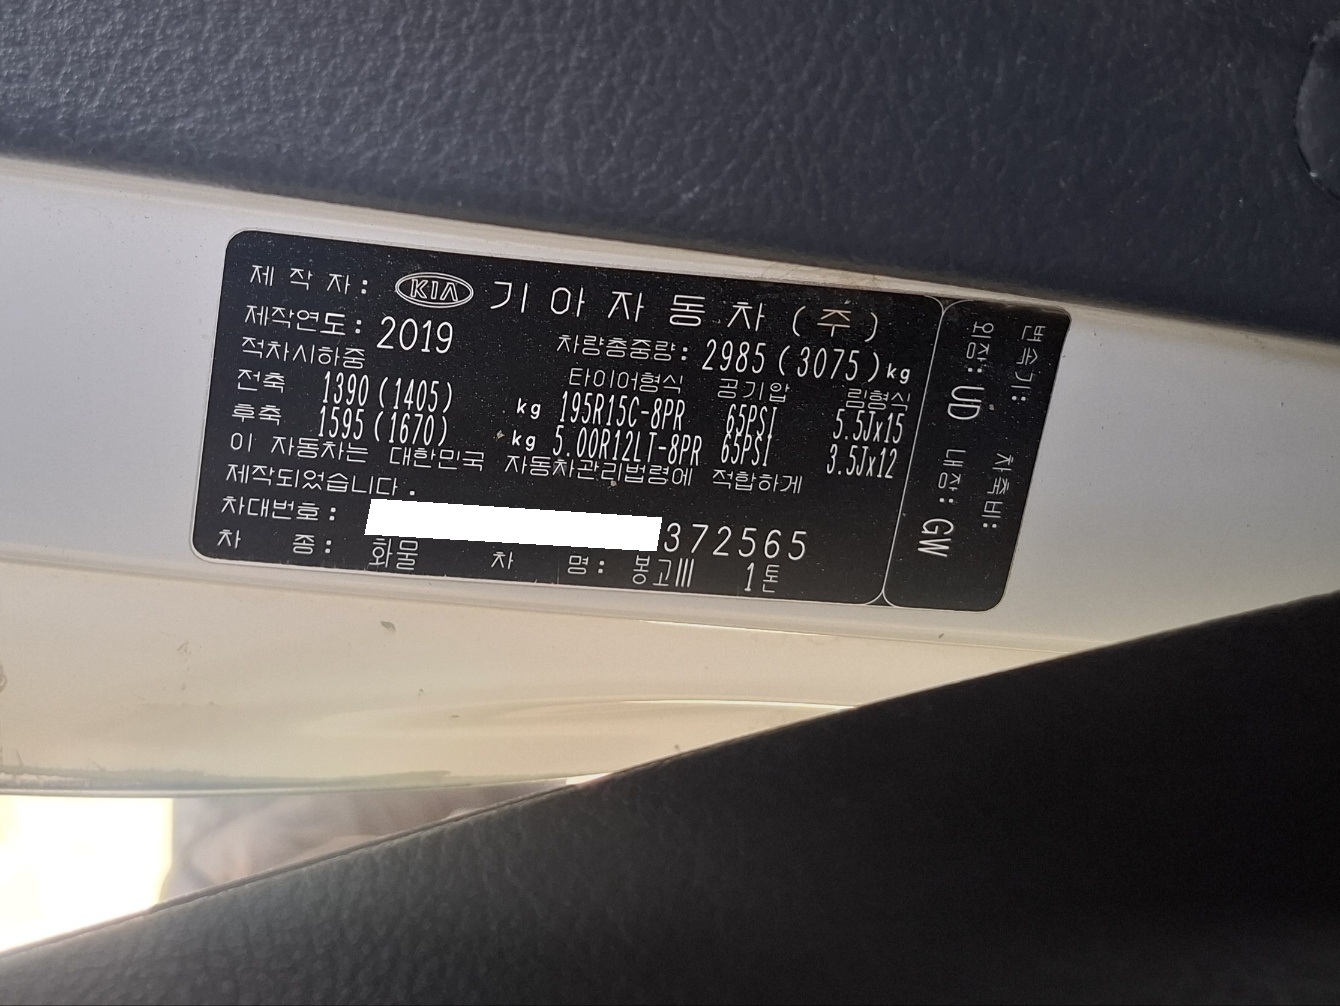 제 작 자 : KIA 기 아 자 동 차 ( 주 )
제작연도 : 2019 차량총중량 : 2985 (3075) kg
적차시하중 타이어형식 공기압 림형식
전축 1390 (1405) kg 195R15C-8PR 65PSI 5.5Jx15
후축 1595 (1670) kg 5.00R12LT-8PR 65PSI 3.5Jx12
이 자동차는 대한민국 자동차관리법령에 적합하게
제작되었습니다.
차대번호 : 372565
차 종 : 화물 차 명 : 봉고III 1톤
변속기 : 차축비 :
외장 : UD 내장 : GW